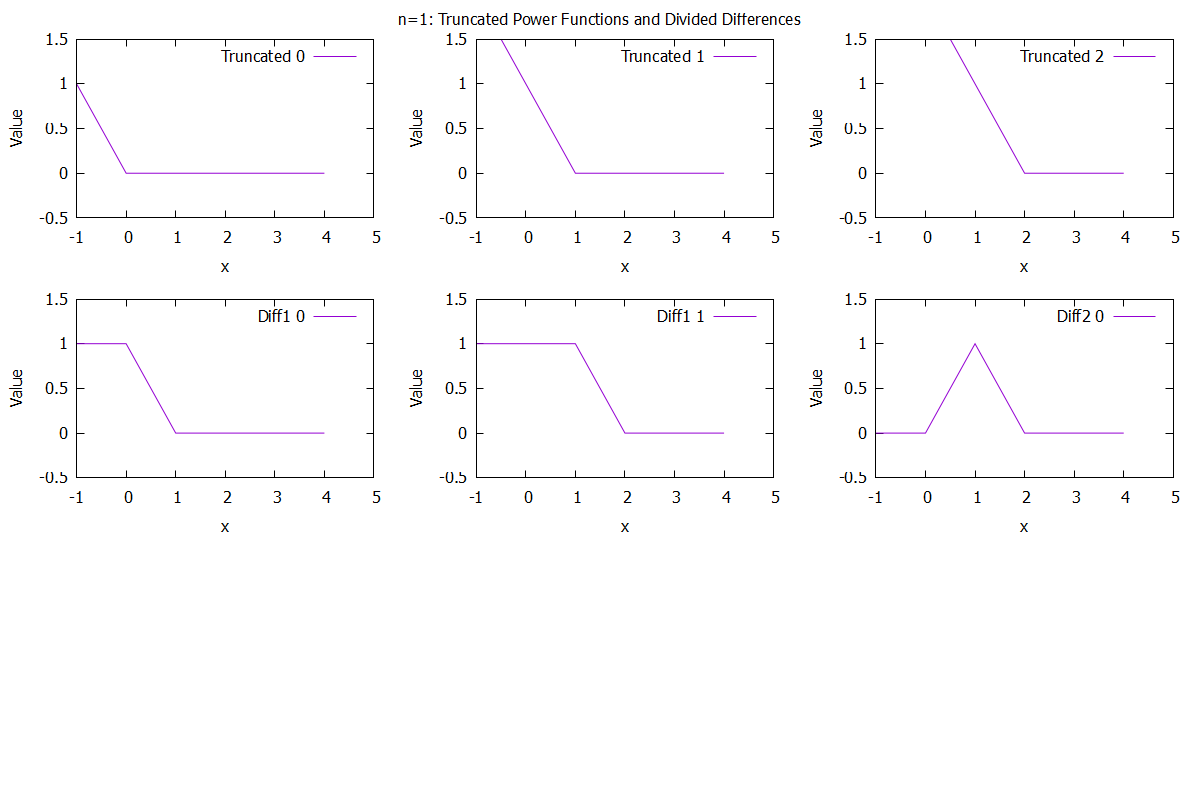 n=1: Truncated Power Functions and Divided Differences
Truncated 0
1.5
1
0.5
0
-0.5
Value
-1 0 1 2 3 4 5
x
Truncated 1
1.5
1
0.5
0
-0.5
Value
-1 0 1 2 3 4 5
x
Truncated 2
1.5
1
0.5
0
-0.5
Value
-1 0 1 2 3 4 5
x
Diff1 0
1.5
1
0.5
0
-0.5
Value
-1 0 1 2 3 4 5
x
Diff1 1
1.5
1
0.5
0
-0.5
Value
-1 0 1 2 3 4 5
x
Diff2 0
1.5
1
0.5
0
-0.5
Value
-1 0 1 2 3 4 5
x